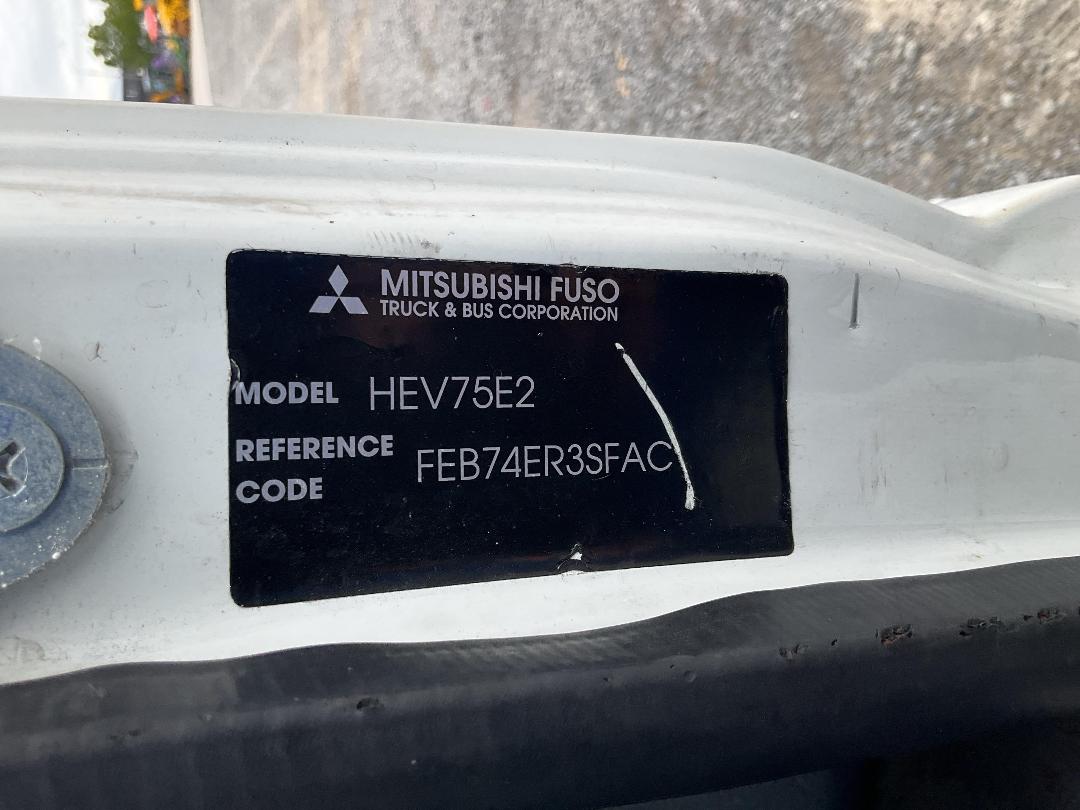 MITSUBISHI FUSO
TRUCK & BUS CORPORATION
MODEL HEV75E2
REFERENCE
CODE FEB74ER3SFAC